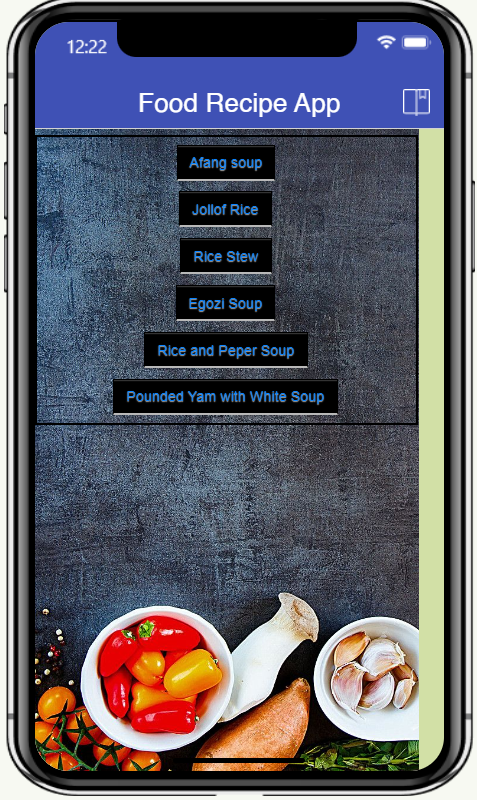 12:22
Food Recipe App
Afang soup
Jollof Rice
Rice Stew
Egozi Soup
Rice and Peper Soup
Pounded Yam with White Soup